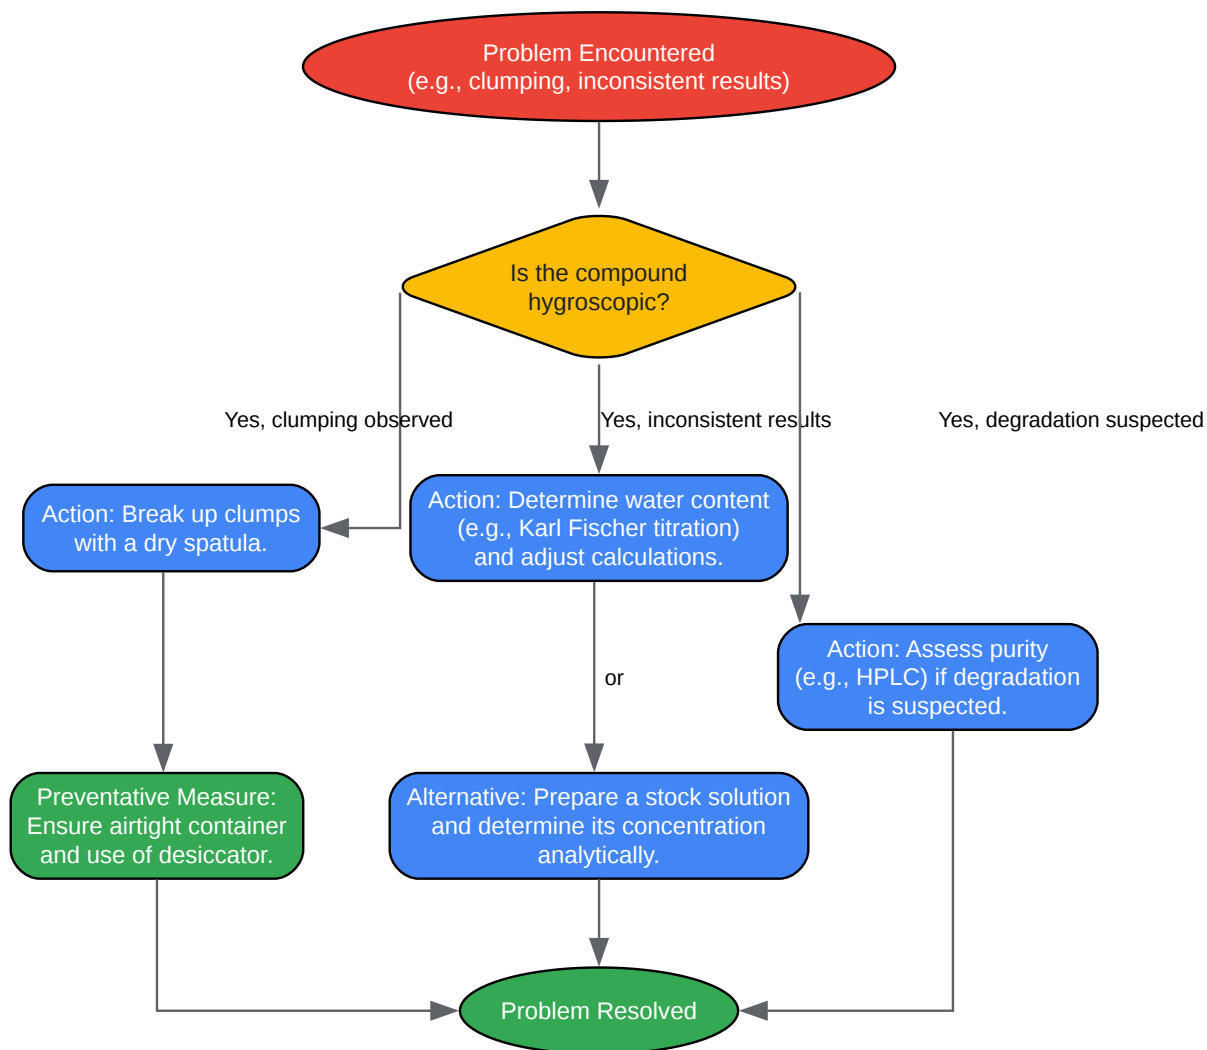 Problem Encountered
(e.g., clumping, inconsistent results)
Is the compound
hygroscopic?
Yes, clumping observed
Yes, inconsistent results
Yes, degradation suspected
Action: Break up clumps
with a dry spatula.
Action: Determine water content
(e.g., Karl Fischer titration)
and adjust calculations.
Action: Assess purity
(e.g., HPLC) if degradation
is suspected.
or
Preventative Measure:
Ensure airtight container
and use of desiccator.
Alternative: Prepare a stock solution
and determine its concentration
analytically.
Problem Resolved